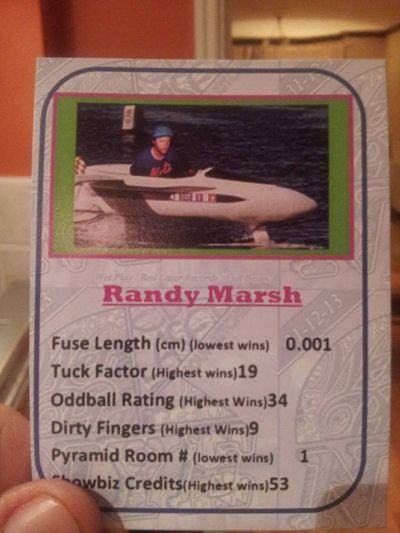 Randy Marsh
Fuse Length (cm) (lowest wins) 0.001
Tuck Factor (Highest wins)19
Oddball Rating (Highest Wins)34
Dirty Fingers (Highest wins)9
Pyramid Room # (lowest wins) 1
Showbiz Credits(Highest wins)53